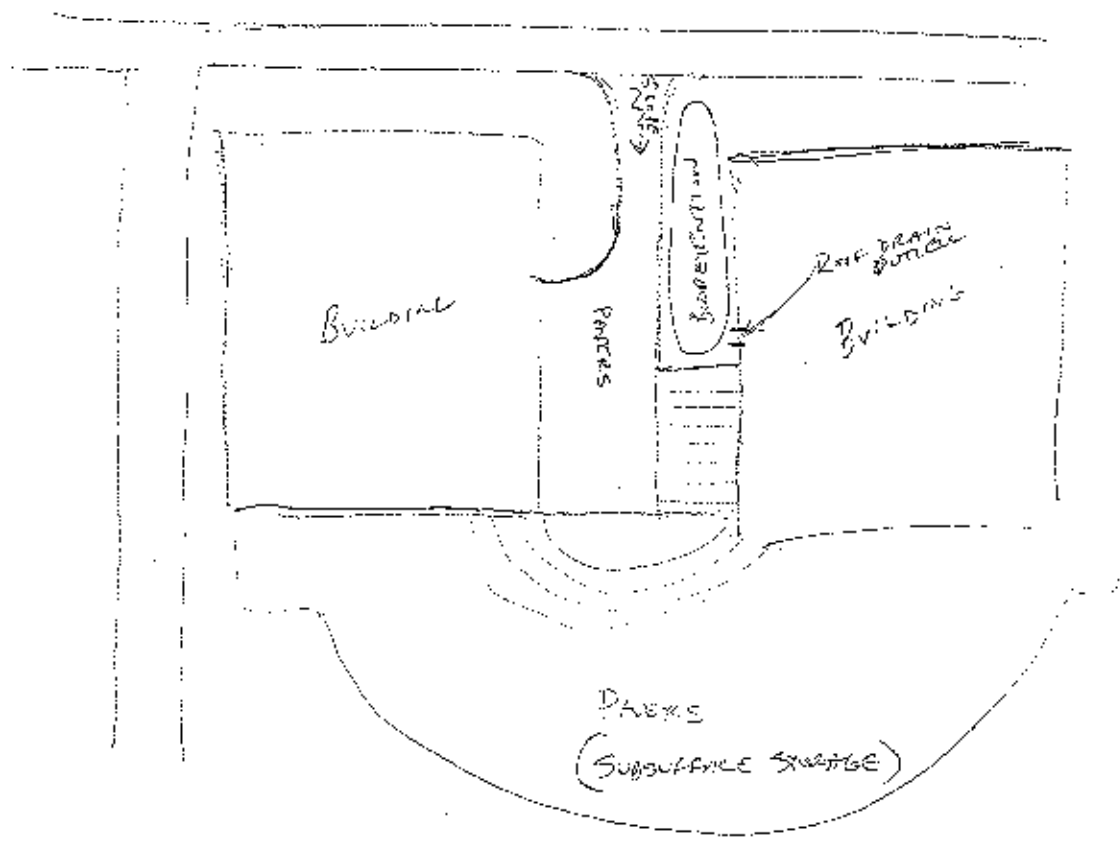 BIORETENTION
ROOF DRAIN
OUTLET
BUILDING
BUILDING
PAVERS
PAVERS
(SUBSURFACE STORAGE)